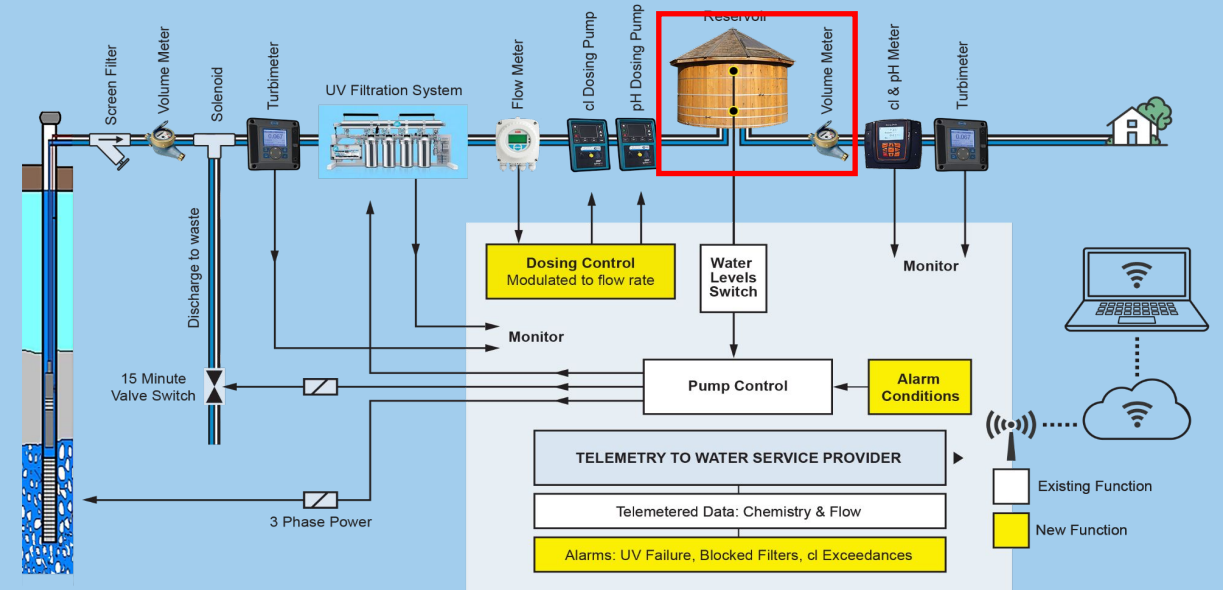 Screen Filter
Volume Meter
Solenoid
Turbimeter
UV Filtration System
Flow Meter
cl Dosing Pump
pH Dosing Pump
Reservoir
Volume Meter
cl & pH Meter
Turbimeter
Discharge to waste
Dosing Control
Modulated to flow rate
Water
Levels
Switch
Monitor
Monitor
15 Minute
Valve Switch
Pump Control
Alarm
Conditions
TELEMETRY TO WATER SERVICE PROVIDER
Telemetered Data: Chemistry & Flow
Alarms: UV Failure, Blocked Filters, cl Exceedances
3 Phase Power
Existing Function
New Function